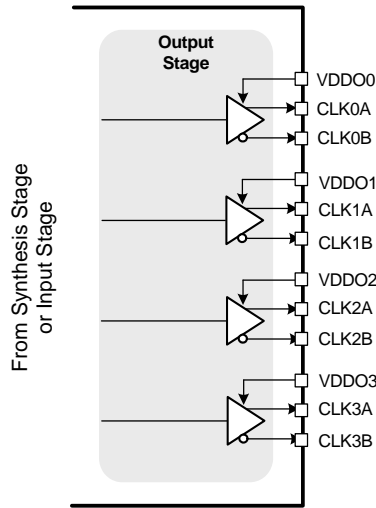 Output
Stage
From Synthesis Stage
or Input Stage
VDDO0
CLK0A
CLK0B
VDDO1
CLK1A
CLK1B
VDDO2
CLK2A
CLK2B
VDDO3
CLK3A
CLK3B